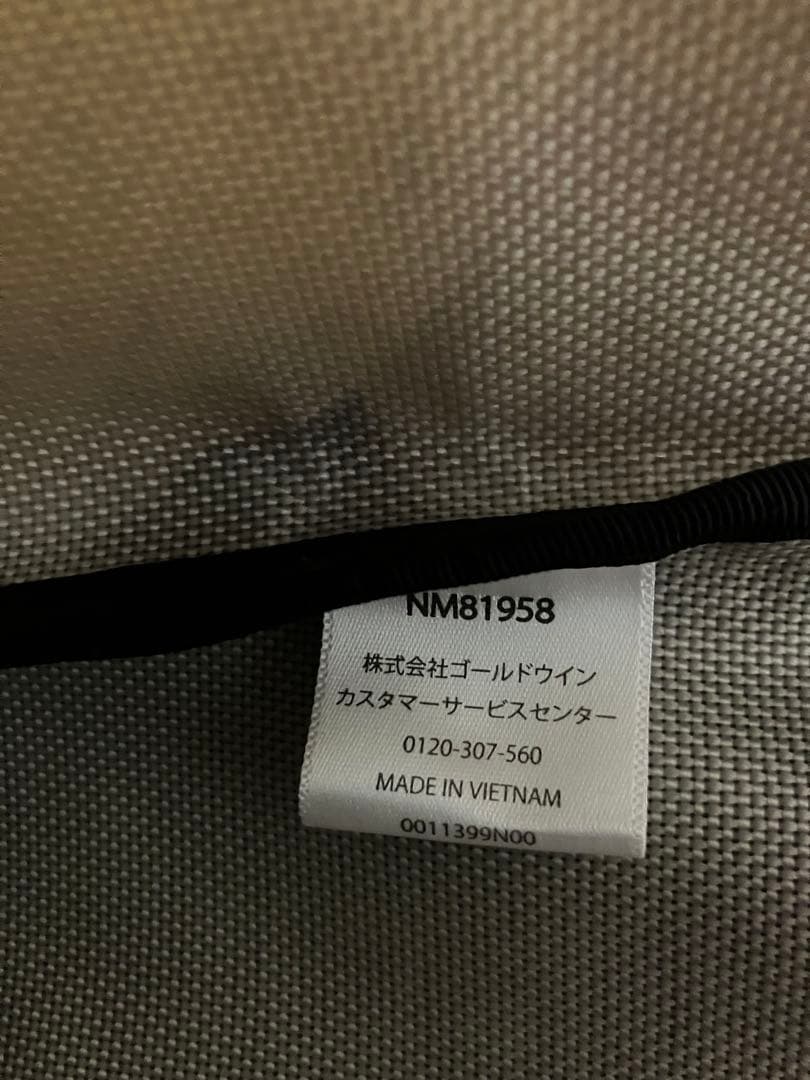 NM81958
株式会社ゴールドウイン
カスタマーサービスセンター
0120-307-560
MADE IN VIETNAM
0011399N00